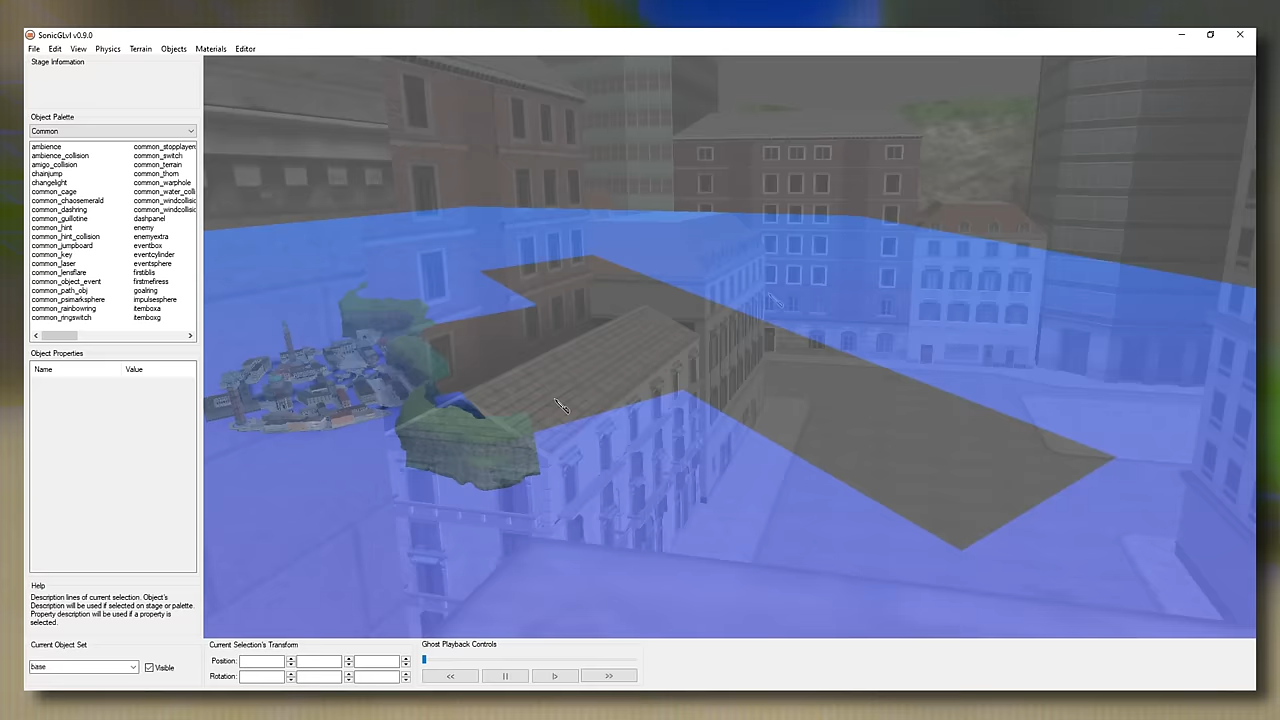 SonicGLvl v0.9.0
File Edit View Physics Terrain Objects Materials Editor
Stage Information
Object Palette
Common
ambience common_stopplayerc
ambience_collision common_switch
amigo_collision common_terrain
chainjump common_thorn
changelight common_warphole
common_cage common_water_coll
common_chaosemerald common_windcollisic
common_dashring common_windcollisic
common_guillotine dashpanel
common_hint enemy
common_hint_collision enemyextra
common_jumpboard eventbox
common_key eventcylinder
common_laser eventsphere
common_lensflare firstiblis
common_object_event firstmefiress
common_path_obj goalring
common_psimarksphere impulsesphere
common_rainbowring itemboxa
common_ringswitch itemboxg
Object Properties
Name Value
Help
Description lines of current selection. Object's
Description will be used if selected on stage or palette.
Property description will be used if a property is
selected.
Current Object Set
base Visible
Current Selection's Transform
Position:
Rotation:
Ghost Playback Controls